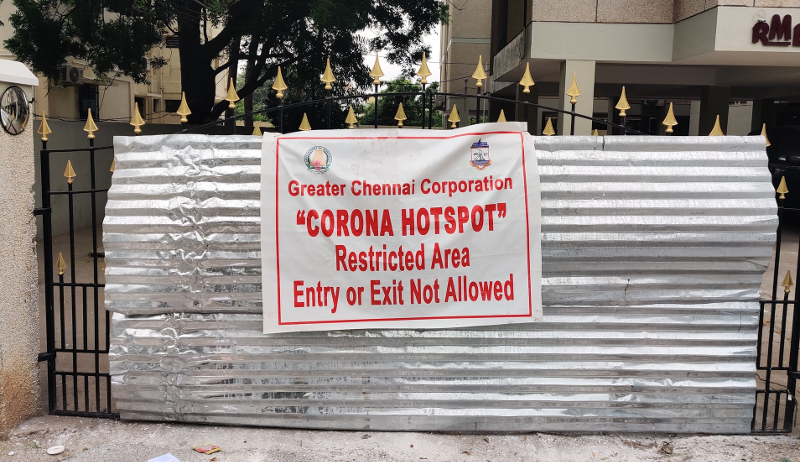 RM
Greater Chennai Corporation
“CORONA HOTSPOT”
Restricted Area
Entry or Exit Not Allowed